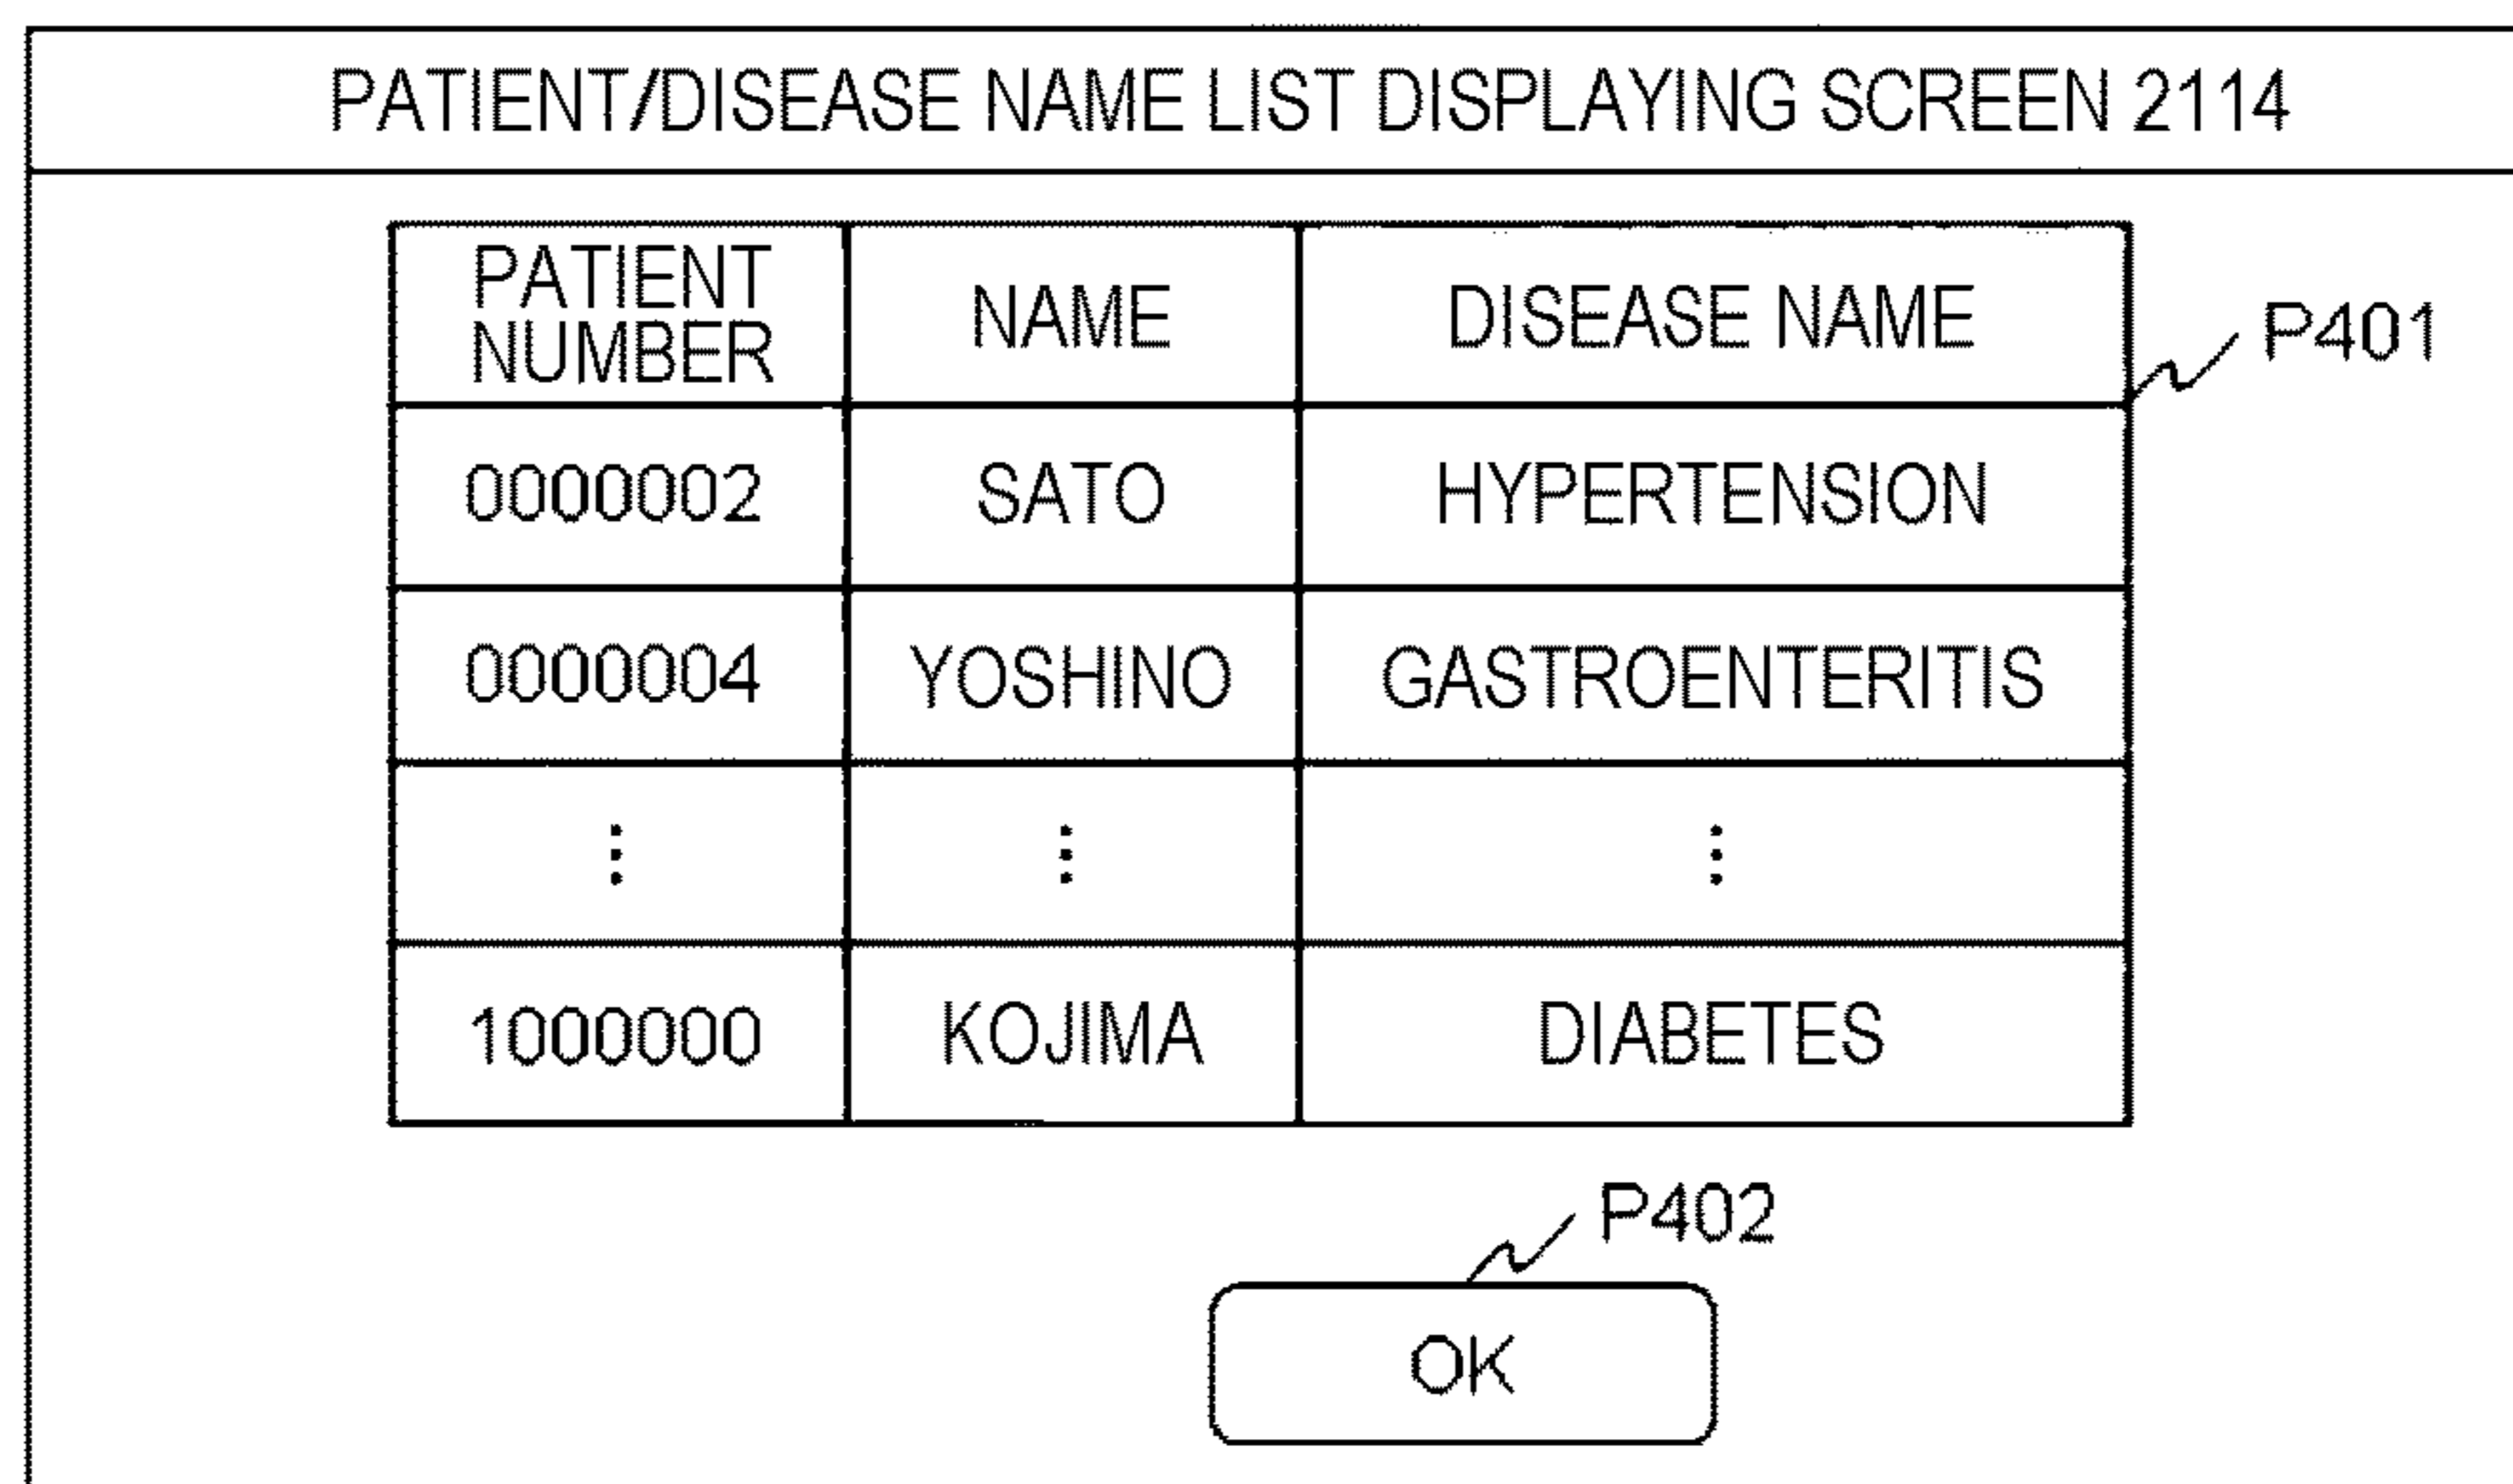 PATIENT/DISEASE NAME LIST DISPLAYING SCREEN 2114
PATIENT NUMBER NAME DISEASE NAME
P401
0000002 SATO HYPERTENSION
0000004 YOSHINO GASTROENTERITIS
⋮ ⋮ ⋮
1000000 KOJIMA DIABETES
P402
OK